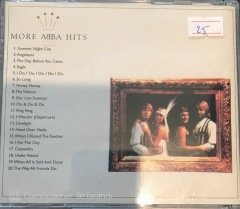 25
MORE ABBA HITS
1. Summer Night City
2. Angeleyes
3. The Day Before You Came
4. Eagle
5. I Do, I Do, I Do, I Do, I Do
6. So Long
7. Honey Honey
8. The Visitors
9. Our Last Summer
10. On & On & On
11. Ring Ring
12. I Wonder (Departure)
13. Lovelight
14. Head Over Heels
15. When I Kissed The Teacher
16. I Am The City
17. Cassandra
18. Under Attack
19. When All Is Said And Done
20. The Way Old Friends Do